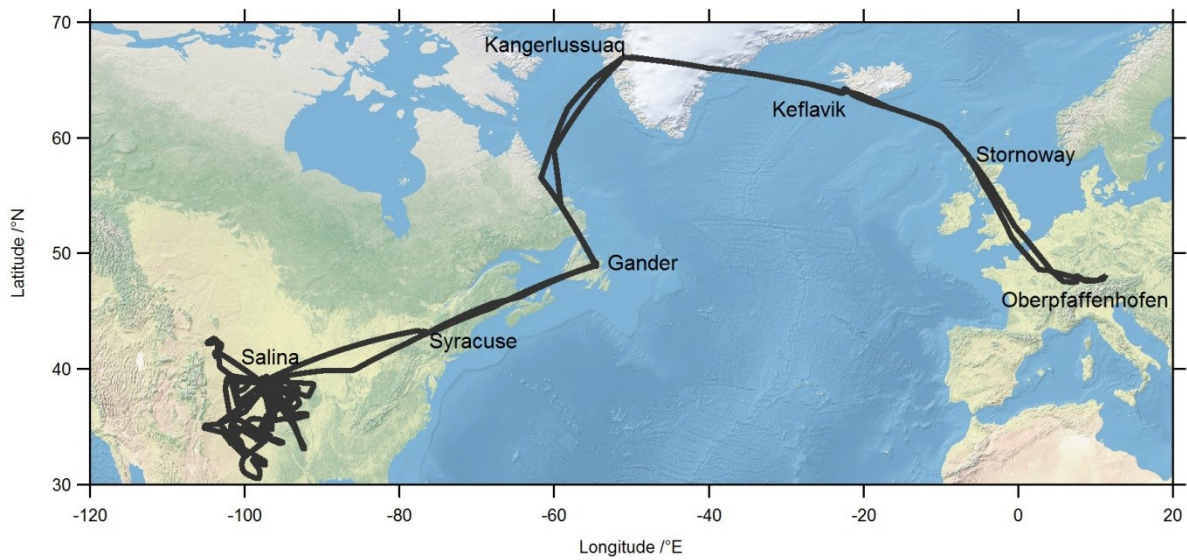 70
60
50
40
30
Latitude /°N
Kangerlussuaq
Keflavik
Stornoway
Gander
Oberpfaffenhofen
Syracuse
Salina
-120
-100
-80
-60
-40
-20
0
20
Longitude /°E